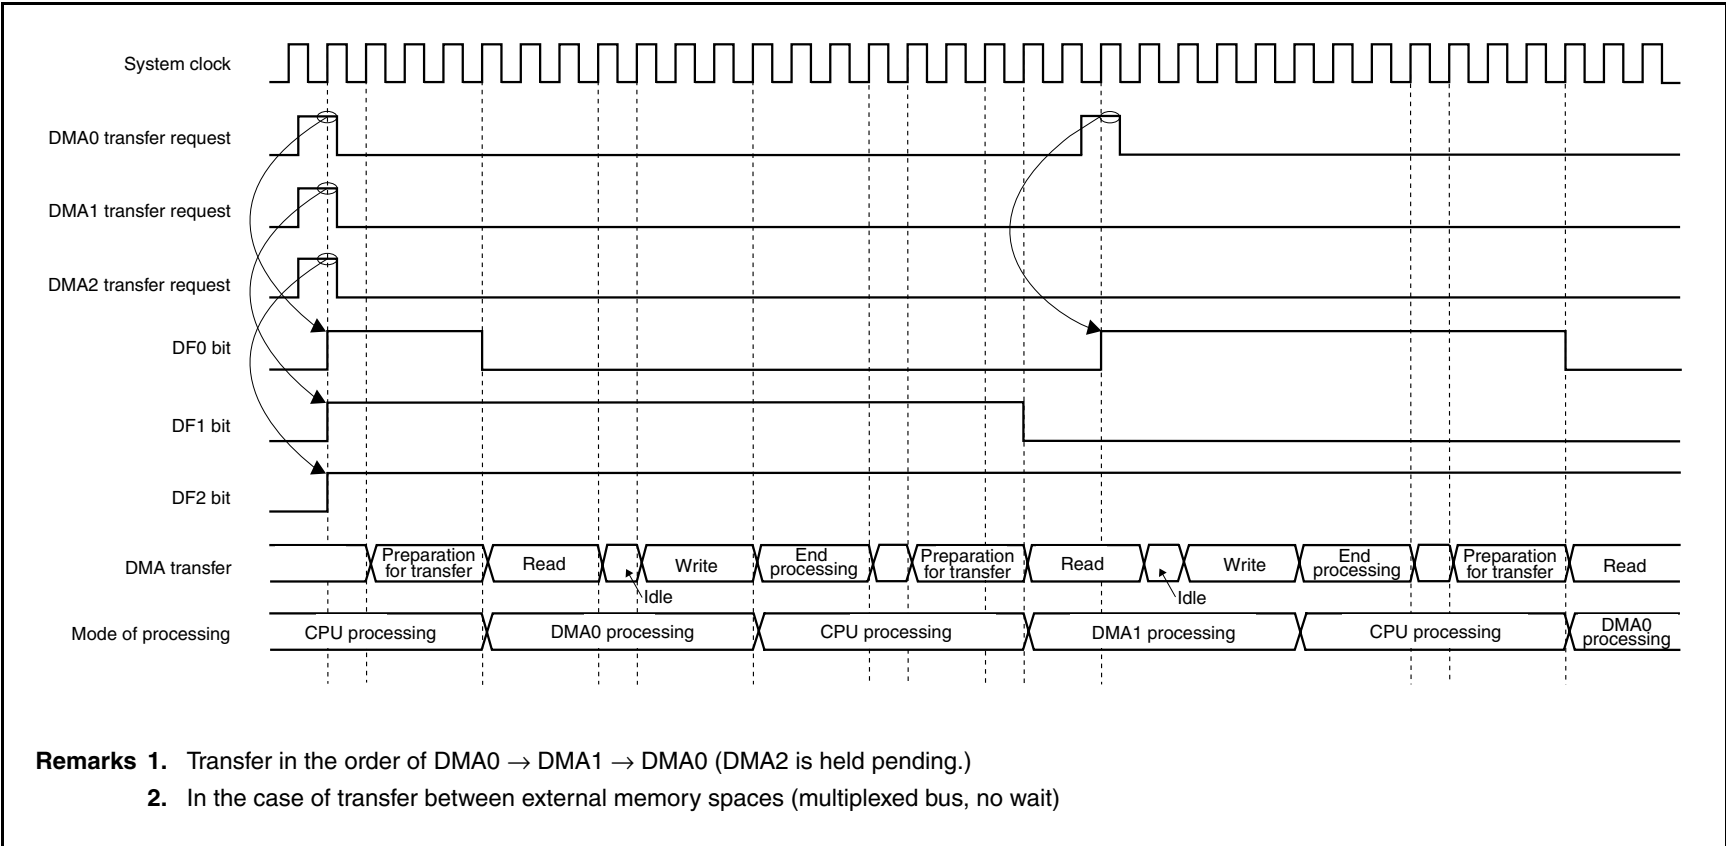 System clock
DMA0 transfer request
DMA1 transfer request
DMA2 transfer request
DF0 bit
DF1 bit
DF2 bit
DMA transfer
Preparation
for transfer
Read
Idle
Write
End
processing
Preparation
for transfer
Read
Idle
Write
End
processing
Preparation
for transfer
Read
Mode of processing
CPU processing
DMA0 processing
CPU processing
DMA1 processing
CPU processing
DMA0
processing
Remarks 1. Transfer in the order of DMA0 → DMA1 → DMA0 (DMA2 is held pending.)
2. In the case of transfer between external memory spaces (multiplexed bus, no wait)